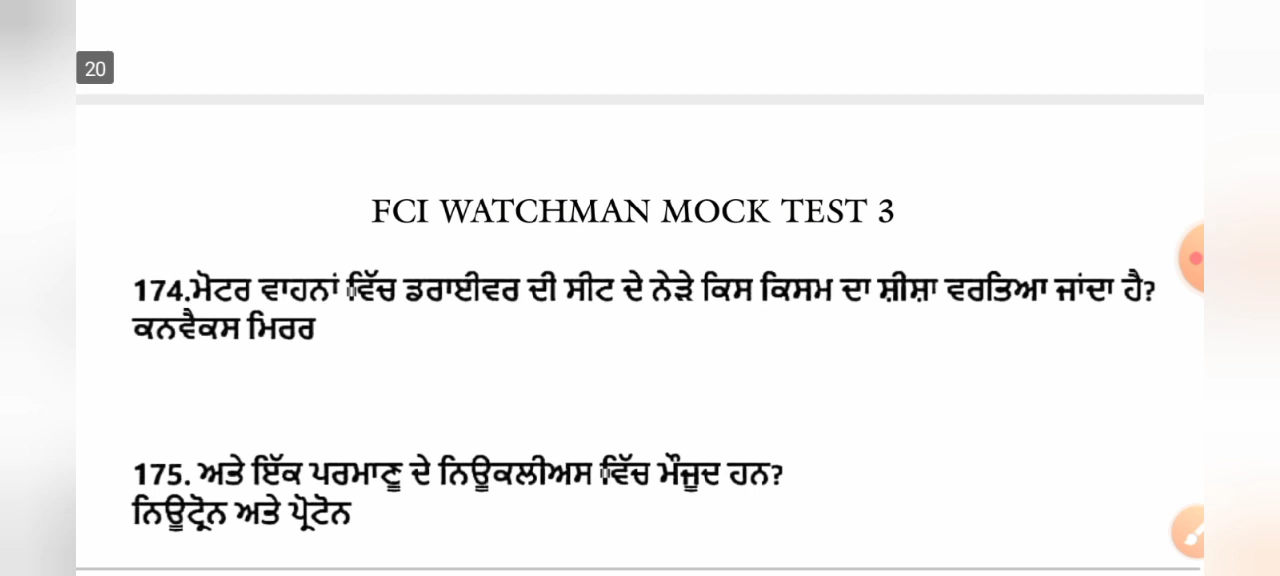 20
FCI WATCHMAN MOCK TEST 3
174.ਮੋਟਰ ਵਾਹਨਾਂ ਵਿੱਚ ਡਰਾਈਵਰ ਦੀ ਸੀਟ ਦੇ ਨੇੜੇ ਕਿਸ ਕਿਸਮ ਦਾ ਸ਼ੀਸ਼ਾ ਵਰਤਿਆ ਜਾਂਦਾ ਹੈ?
ਕਨਵੈਕਸ ਮਿਰਰ
175. ਅਤੇ ਇੱਕ ਪਰਮਾਣੂ ਦੇ ਨਿਊਕਲੀਅਸ ਵਿੱਚ ਮੌਜੂਦ ਹਨ?
ਨਿਊਟ੍ਰੋਨ ਅਤੇ ਪ੍ਰੋਟੋਨ